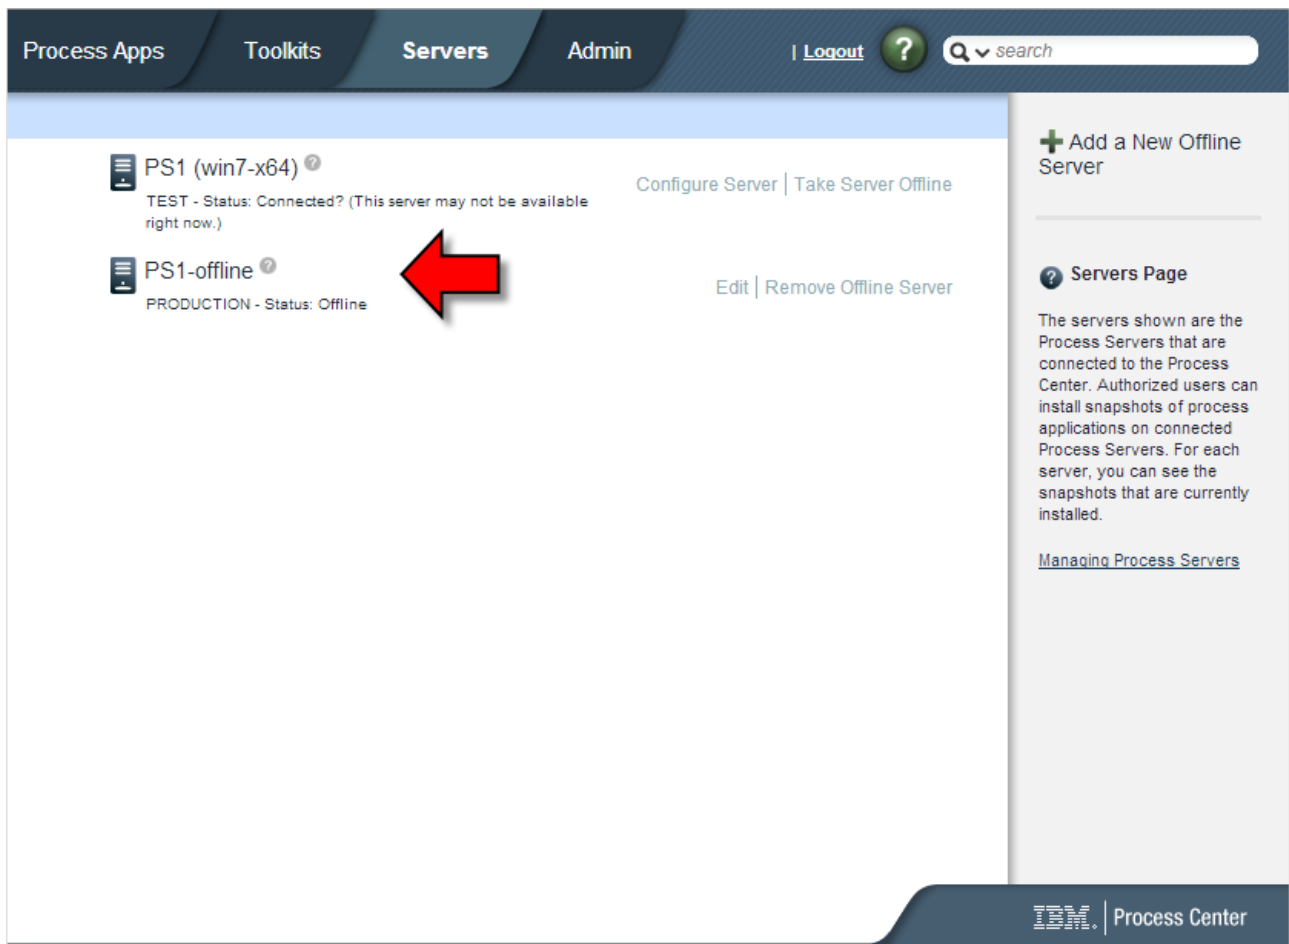 Process Apps Toolkits Servers Admin | Logout ? search
PS1 (win7-x64) ?
Configure Server | Take Server Offline
TEST - Status: Connected? (This server may not be available
right now.)
PS1-offline ?
Edit | Remove Offline Server
PRODUCTION - Status: Offline
Add a New Offline
Server
? Servers Page
The servers shown are the
Process Servers that are
connected to the Process
Center. Authorized users can
install snapshots of process
applications on connected
Process Servers. For each
server, you can see the
snapshots that are currently
installed.
Managing Process Servers
IBM. | Process Center